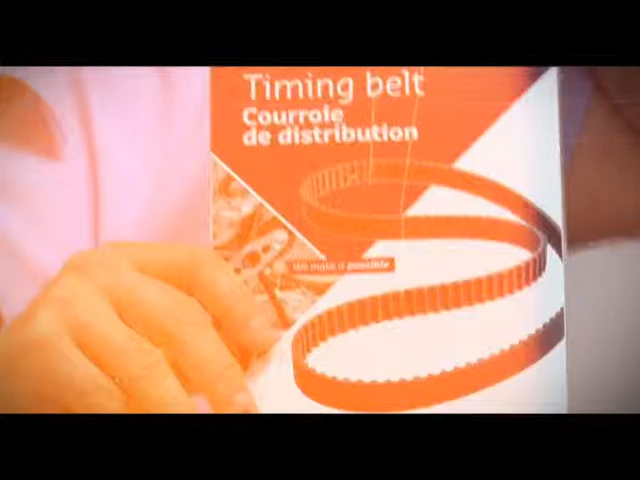 Timing belt
Courroie
de distribution
We make it possible